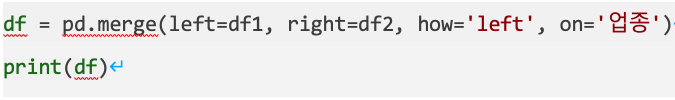 df = pd.merge(left=df1, right=df2, how='left', on='업종')
print(df)↵